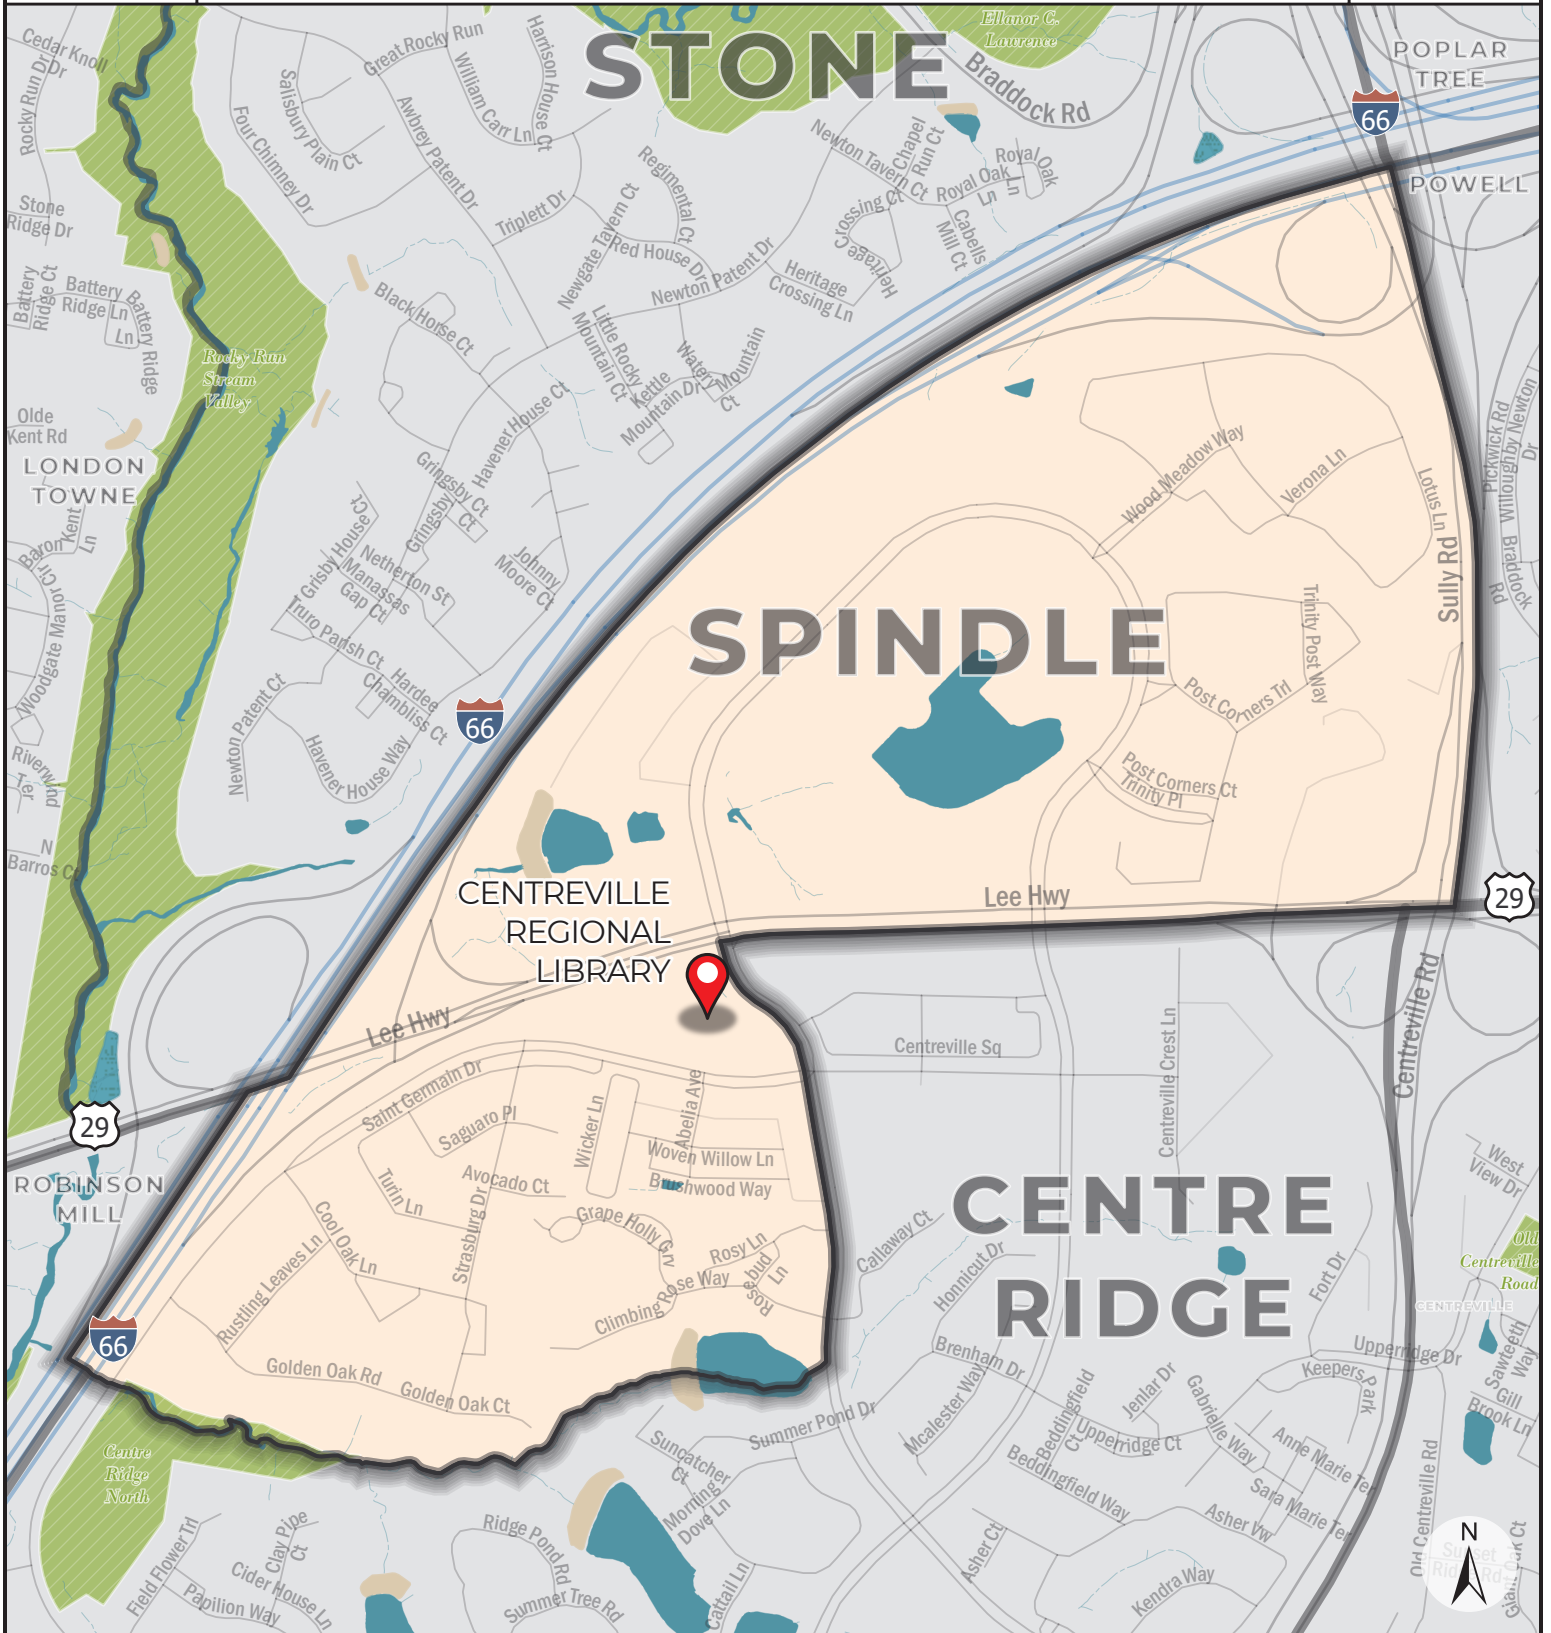 STONE
Ellanor C.
Lawrence
Braddock Rd
POPLAR
TREE
66
POWELL
Cedar Knoll
Dr
Rocky Run Dr
Great Rocky Run
Harrison House Ct
William Carr Ln
Salisbury Plain Ct
Four Chimney Dr
Awbrey Patent Dr
Triplett Dr
Regimental Ct
Newgate Tavern Ct
Red House Dr
Newton Patent Dr
Newton Tavern Ct
Chapel
Run Ct
Royal Oak
Ln
Royal Oak
Ln
Cabells
Mill Ct
Heritage Crossing Ct
Heritage
Crossing Ln
Stone
Ridge Dr
Battery
Ridge Ct
Battery
Ridge Ln
Battery Ridge
Ln
Black Horse Ct
Rocky Run
Stream
Valley
Little Rocky
Mountain Ct
Kettle
Mountain Dr
Watery Mountain
Ct
Olde
Kent Rd
LONDON
TOWNE
Havener House Ct
Gringsby Ct
Gringsby
Ct
Johnny
Moore Ct
Baron Kent
Ln
Grigsby House Ct
Netherton St
Manassas
Gap Ct
Truro Parish Ct
Hardee
Chambliss Ct
Woodgate Manor Cir
Newton Patent Ct
Havener House Way
66
Riverwind
Ter
N
Barros Ct
Wood Meadow Way
Verona Ln
Lotus Ln
Sully Rd
Pickwick Rd
Willoughby Newton
Dr
Braddock
Rd
SPINDLE
Trinity Post Way
Post Corners Trl
Post Corners Ct
Trinity Pl
CENTREVILLE
REGIONAL
LIBRARY
Lee Hwy
29
Lee Hwy
Centreville Sq
Centreville Crest Ln
Centreville Rd
29
ROBINSON
MILL
Saint Germain Dr
Saguaro Pl
Wicker Ln
Abelia Ave
Woven Willow Ln
Brushwood Way
Turin Ln
Avocado Ct
Strasburg Dr
Grape Holly Grv
Rosy Ln
Rosebud
Ln
Climbing Rose Way
Cool Oak Ln
Rustling Leaves Ln
Golden Oak Rd
Golden Oak Ct
66
CENTRE
RIDGE
Callaway Ct
Honnicut Dr
Fort Dr
West
View Dr
Old
Centreville
Road
CENTREVILLE
Upperridge Dr
Keepers Park
Sawteeth
Way
Gill
Brook Ln
Brenham Dr
Mcalester Way
Beddingfield
Ct
Jenlar Dr
Upperridge Ct
Gabrielle Way
Beddingfield Way
Anne Marie Ter
Sara Marie Ter
Asher Vw
Asher Ct
Kendra Way
Old Centreville Rd
Summer Pond Dr
Suncatcher
Ct
Morning
Dove Ln
Cattail Ln
Centre
Ridge
North
Field Flower Trl
Clay Pipe
Ct
Cider House Ln
Papilion Way
Ridge Pond Rd
Summer Tree Rd
N
Sunset
Ridge Rd